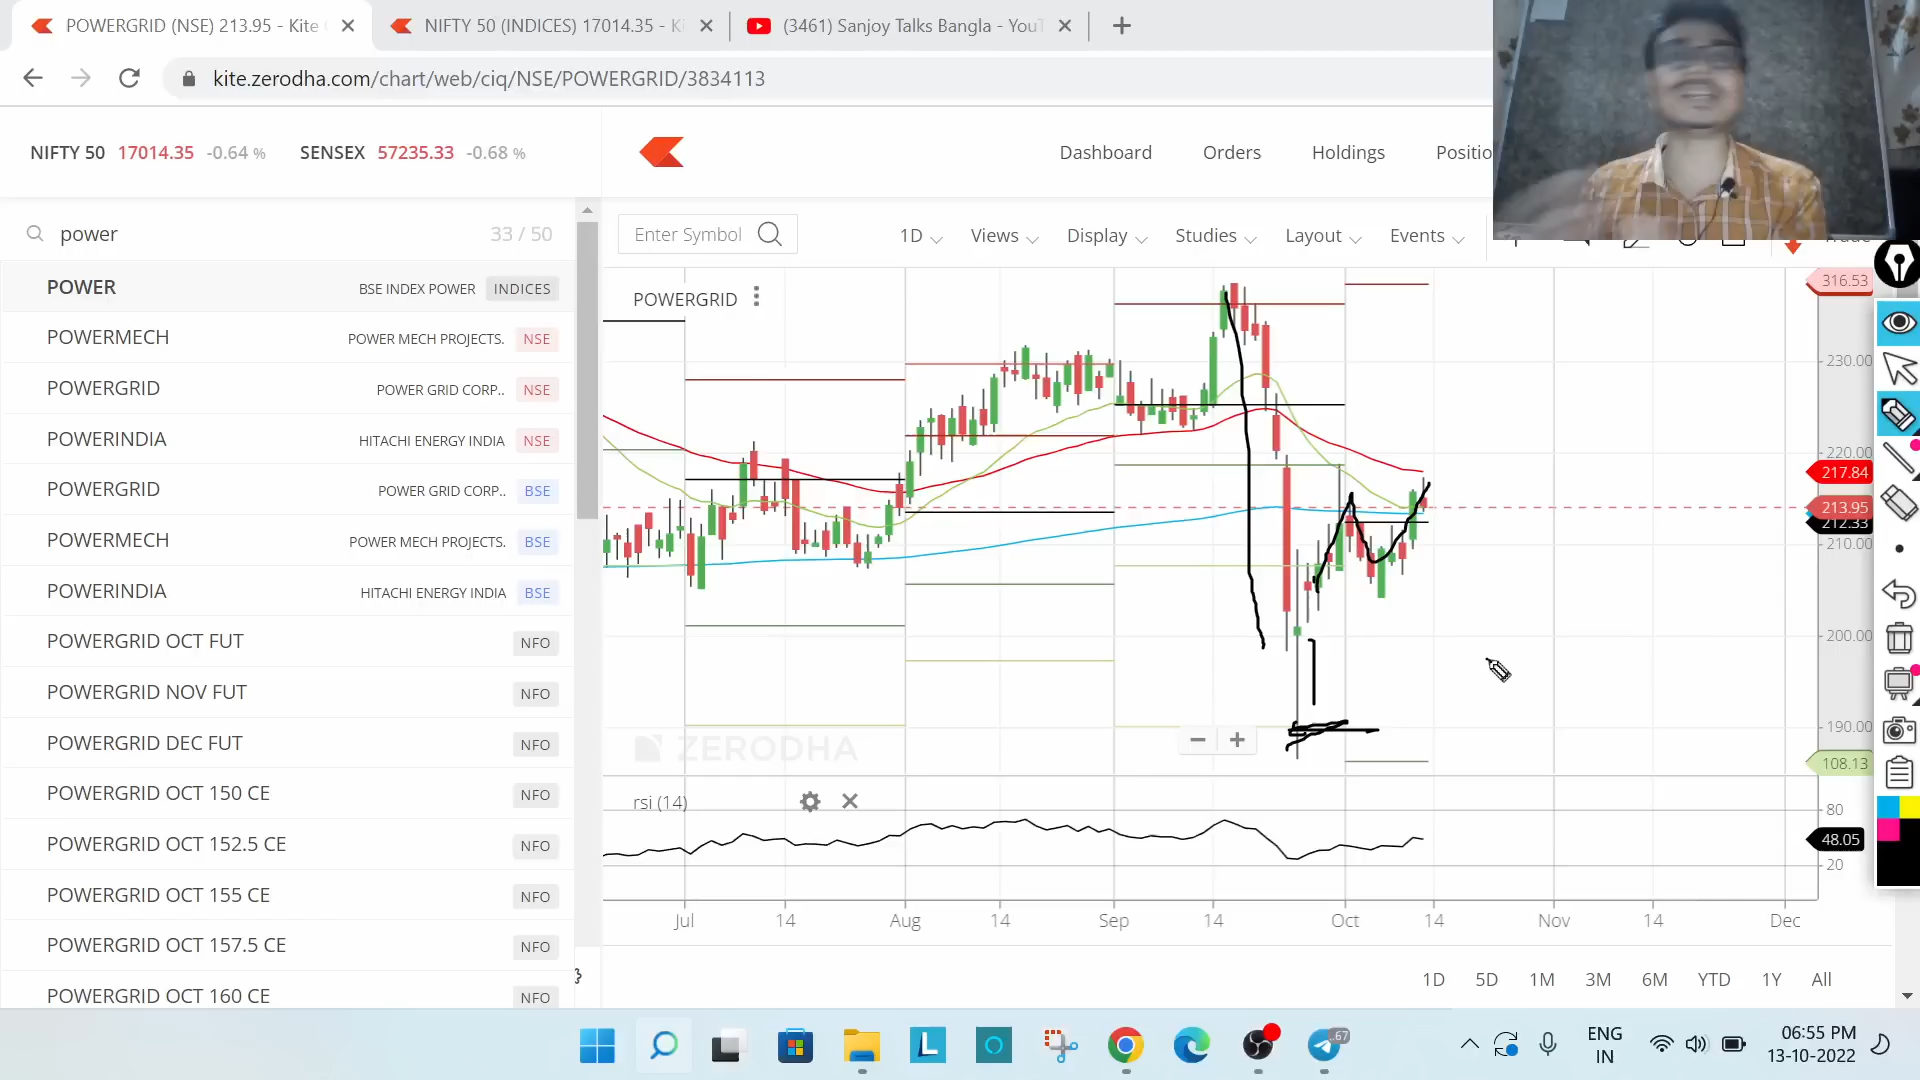 POWERGRID (NSE) 213.95 - Kite
NIFTY 50 (INDICES) 17014.35 - K
(3461) Sanjoy Talks Bangla - You
kite.zerodha.com/chart/web/ciq/NSE/POWERGRID/3834113
NIFTY 50 17014.35 -0.64 % SENSEX 57235.33 -0.68 %
Dashboard Orders Holdings Positio
power 33 / 50
Enter Symbol 1D Views Display Studies Layout Events
POWER BSE INDEX POWER INDICES
POWERMECH POWER MECH PROJECTS. NSE
POWERGRID POWER GRID CORP.. NSE
POWERINDIA HITACHI ENERGY INDIA NSE
POWERGRID POWER GRID CORP.. BSE
POWERMECH POWER MECH PROJECTS. BSE
POWERINDIA HITACHI ENERGY INDIA BSE
POWERGRID OCT FUT NFO
POWERGRID NOV FUT NFO
POWERGRID DEC FUT NFO
POWERGRID OCT 150 CE NFO
POWERGRID OCT 152.5 CE NFO
POWERGRID OCT 155 CE NFO
POWERGRID OCT 157.5 CE NFO
POWERGRID OCT 160 CE NFO
POWERGRID
316.53
230.00
220.00
217.84
213.95
212.33
210.00
200.00
190.00
108.13
ZERODHA
rsi (14)
80
48.05
20
Jul 14 Aug 14 Sep 14 Oct 14 Nov 14 Dec
1D 5D 1M 3M 6M YTD 1Y All
67
ENG
IN
06:55 PM
13-10-2022